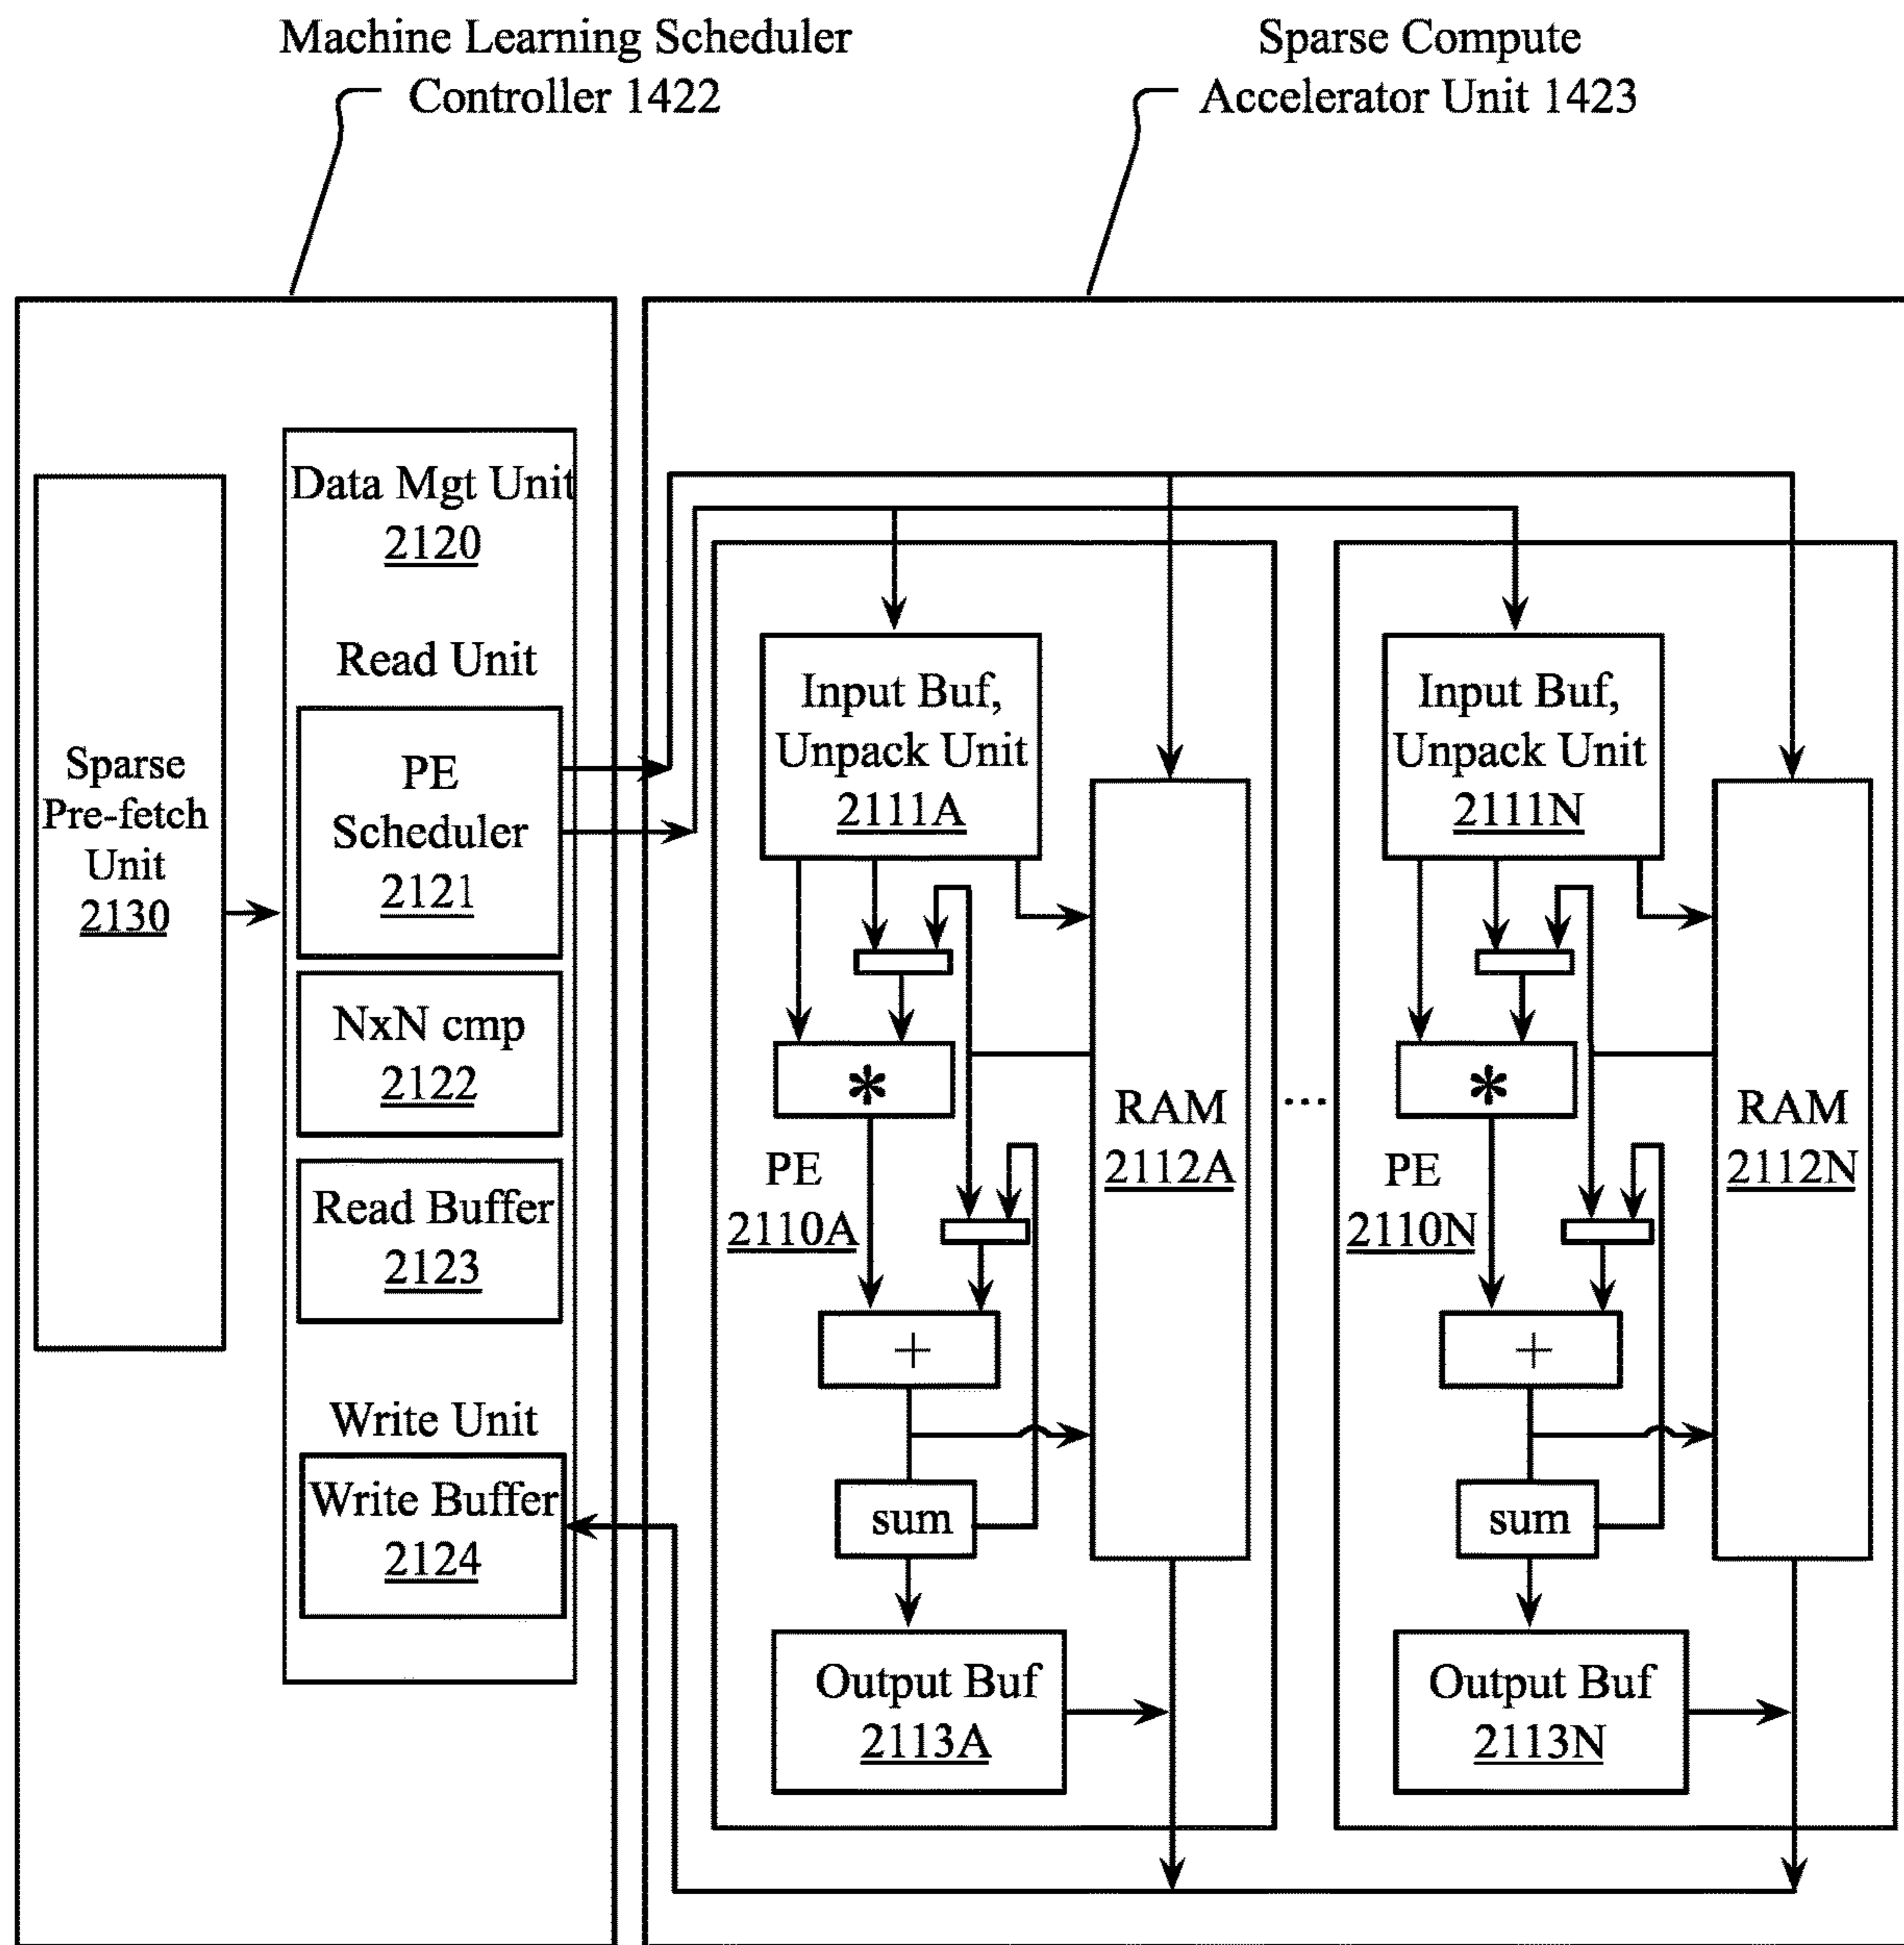 Machine Learning Scheduler
Controller 1422
Sparse Compute
Accelerator Unit 1423
Sparse
Pre-fetch
Unit
2130
Data Mgt Unit
2120
Read Unit
PE
Scheduler
2121
NxN cmp
2122
Read Buffer
2123
Write Unit
Write Buffer
2124
Input Buf,
Unpack Unit
2111A
*
PE
2110A
+
sum
Output Buf
2113A
RAM
2112A
...
Input Buf,
Unpack Unit
2111N
*
PE
2110N
+
sum
Output Buf
2113N
RAM
2112N